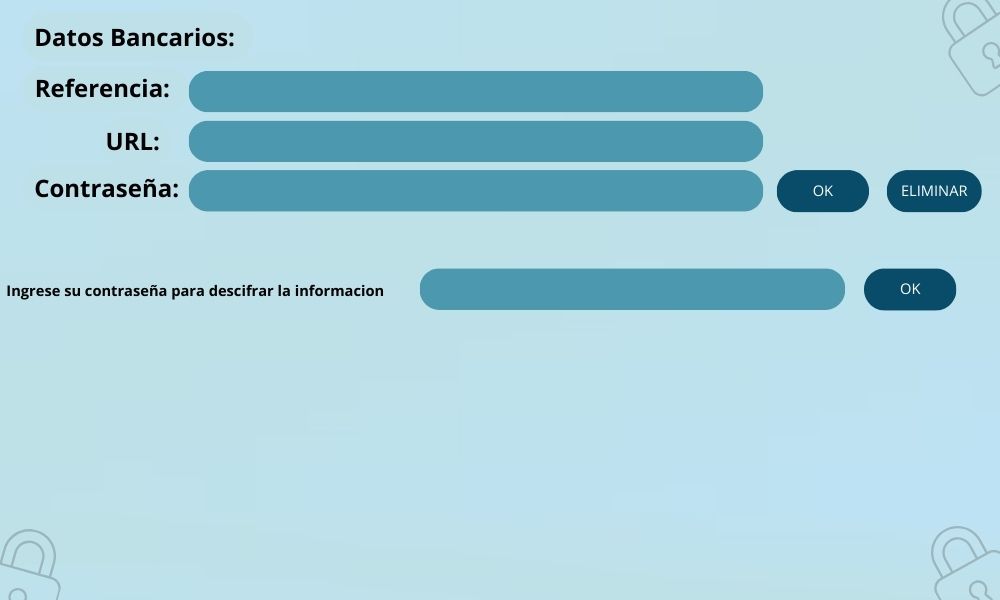 Datos Bancarios:
Referencia:
URL:
Contraseña:
OK
ELIMINAR
Ingrese su contraseña para descifrar la informacion
OK